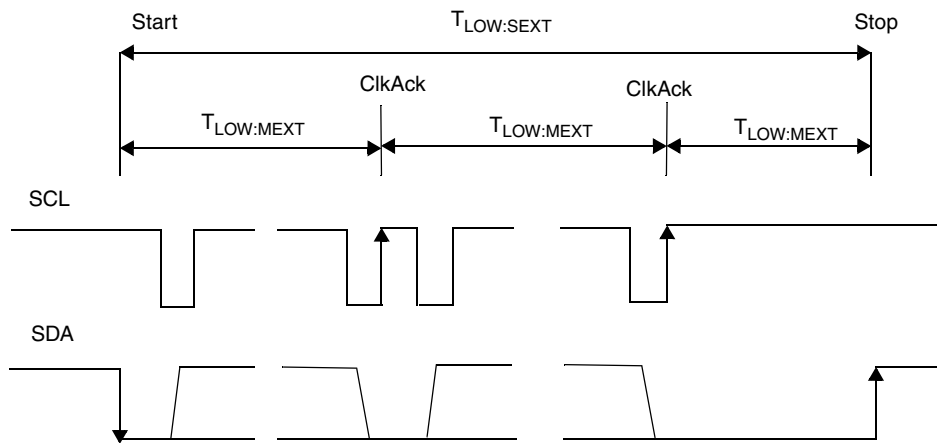 Start
T_LOW:SEXT
Stop
ClkAck
ClkAck
T_LOW:MEXT
T_LOW:MEXT
T_LOW:MEXT
SCL
SDA